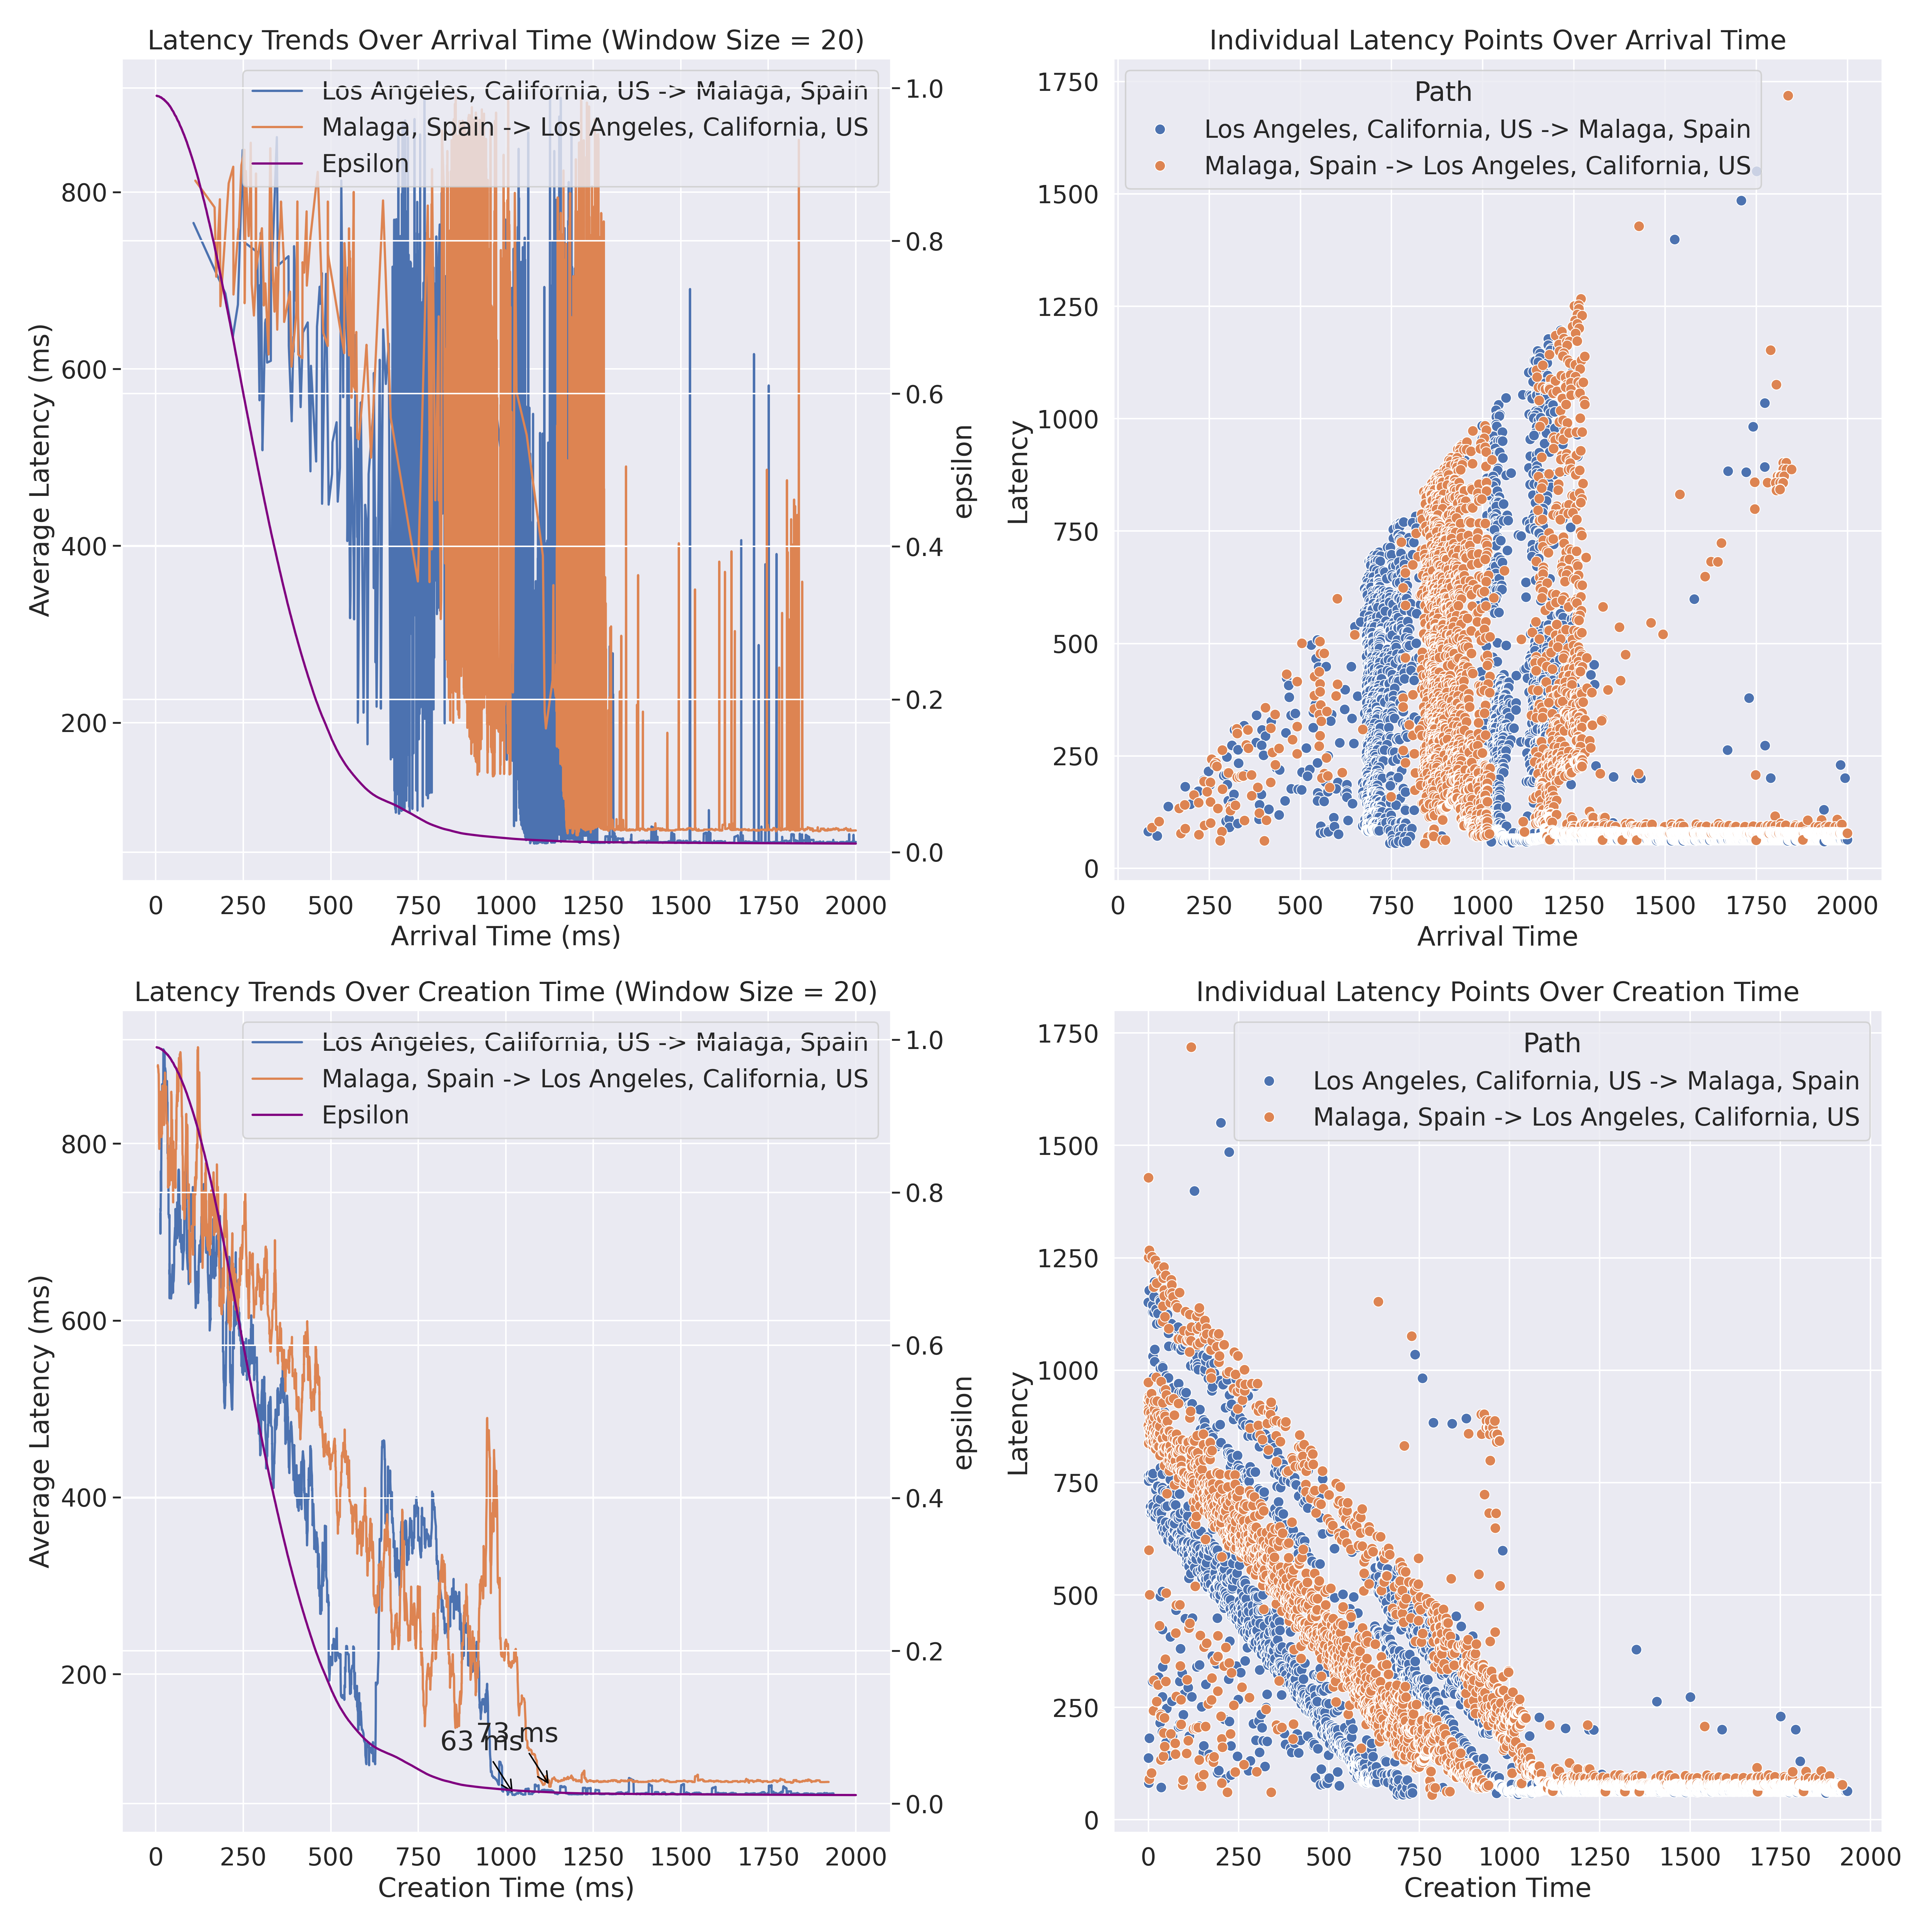 Latency Trends Over Arrival Time (Window Size = 20)
Los Angeles, California, US -> Malaga, Spain
Malaga, Spain -> Los Angeles, California, US
Epsilon
Average Latency (ms)
800
600
400
200
1.0
0.8
0.6
0.4
0.2
0.0
epsilon
0 250 500 750 1000 1250 1500 1750 2000
Arrival Time (ms)
Individual Latency Points Over Arrival Time
Path
Los Angeles, California, US -> Malaga, Spain
Malaga, Spain -> Los Angeles, California, US
Latency
1750
1500
1250
1000
750
500
250
0
0 250 500 750 1000 1250 1500 1750 2000
Arrival Time
Latency Trends Over Creation Time (Window Size = 20)
Los Angeles, California, US -> Malaga, Spain
Malaga, Spain -> Los Angeles, California, US
Epsilon
Average Latency (ms)
800
600
400
200
1.0
0.8
0.6
0.4
0.2
0.0
epsilon
73 ms
63 ms
0 250 500 750 1000 1250 1500 1750 2000
Creation Time (ms)
Individual Latency Points Over Creation Time
Path
Los Angeles, California, US -> Malaga, Spain
Malaga, Spain -> Los Angeles, California, US
Latency
1750
1500
1250
1000
750
500
250
0
0 250 500 750 1000 1250 1500 1750 2000
Creation Time